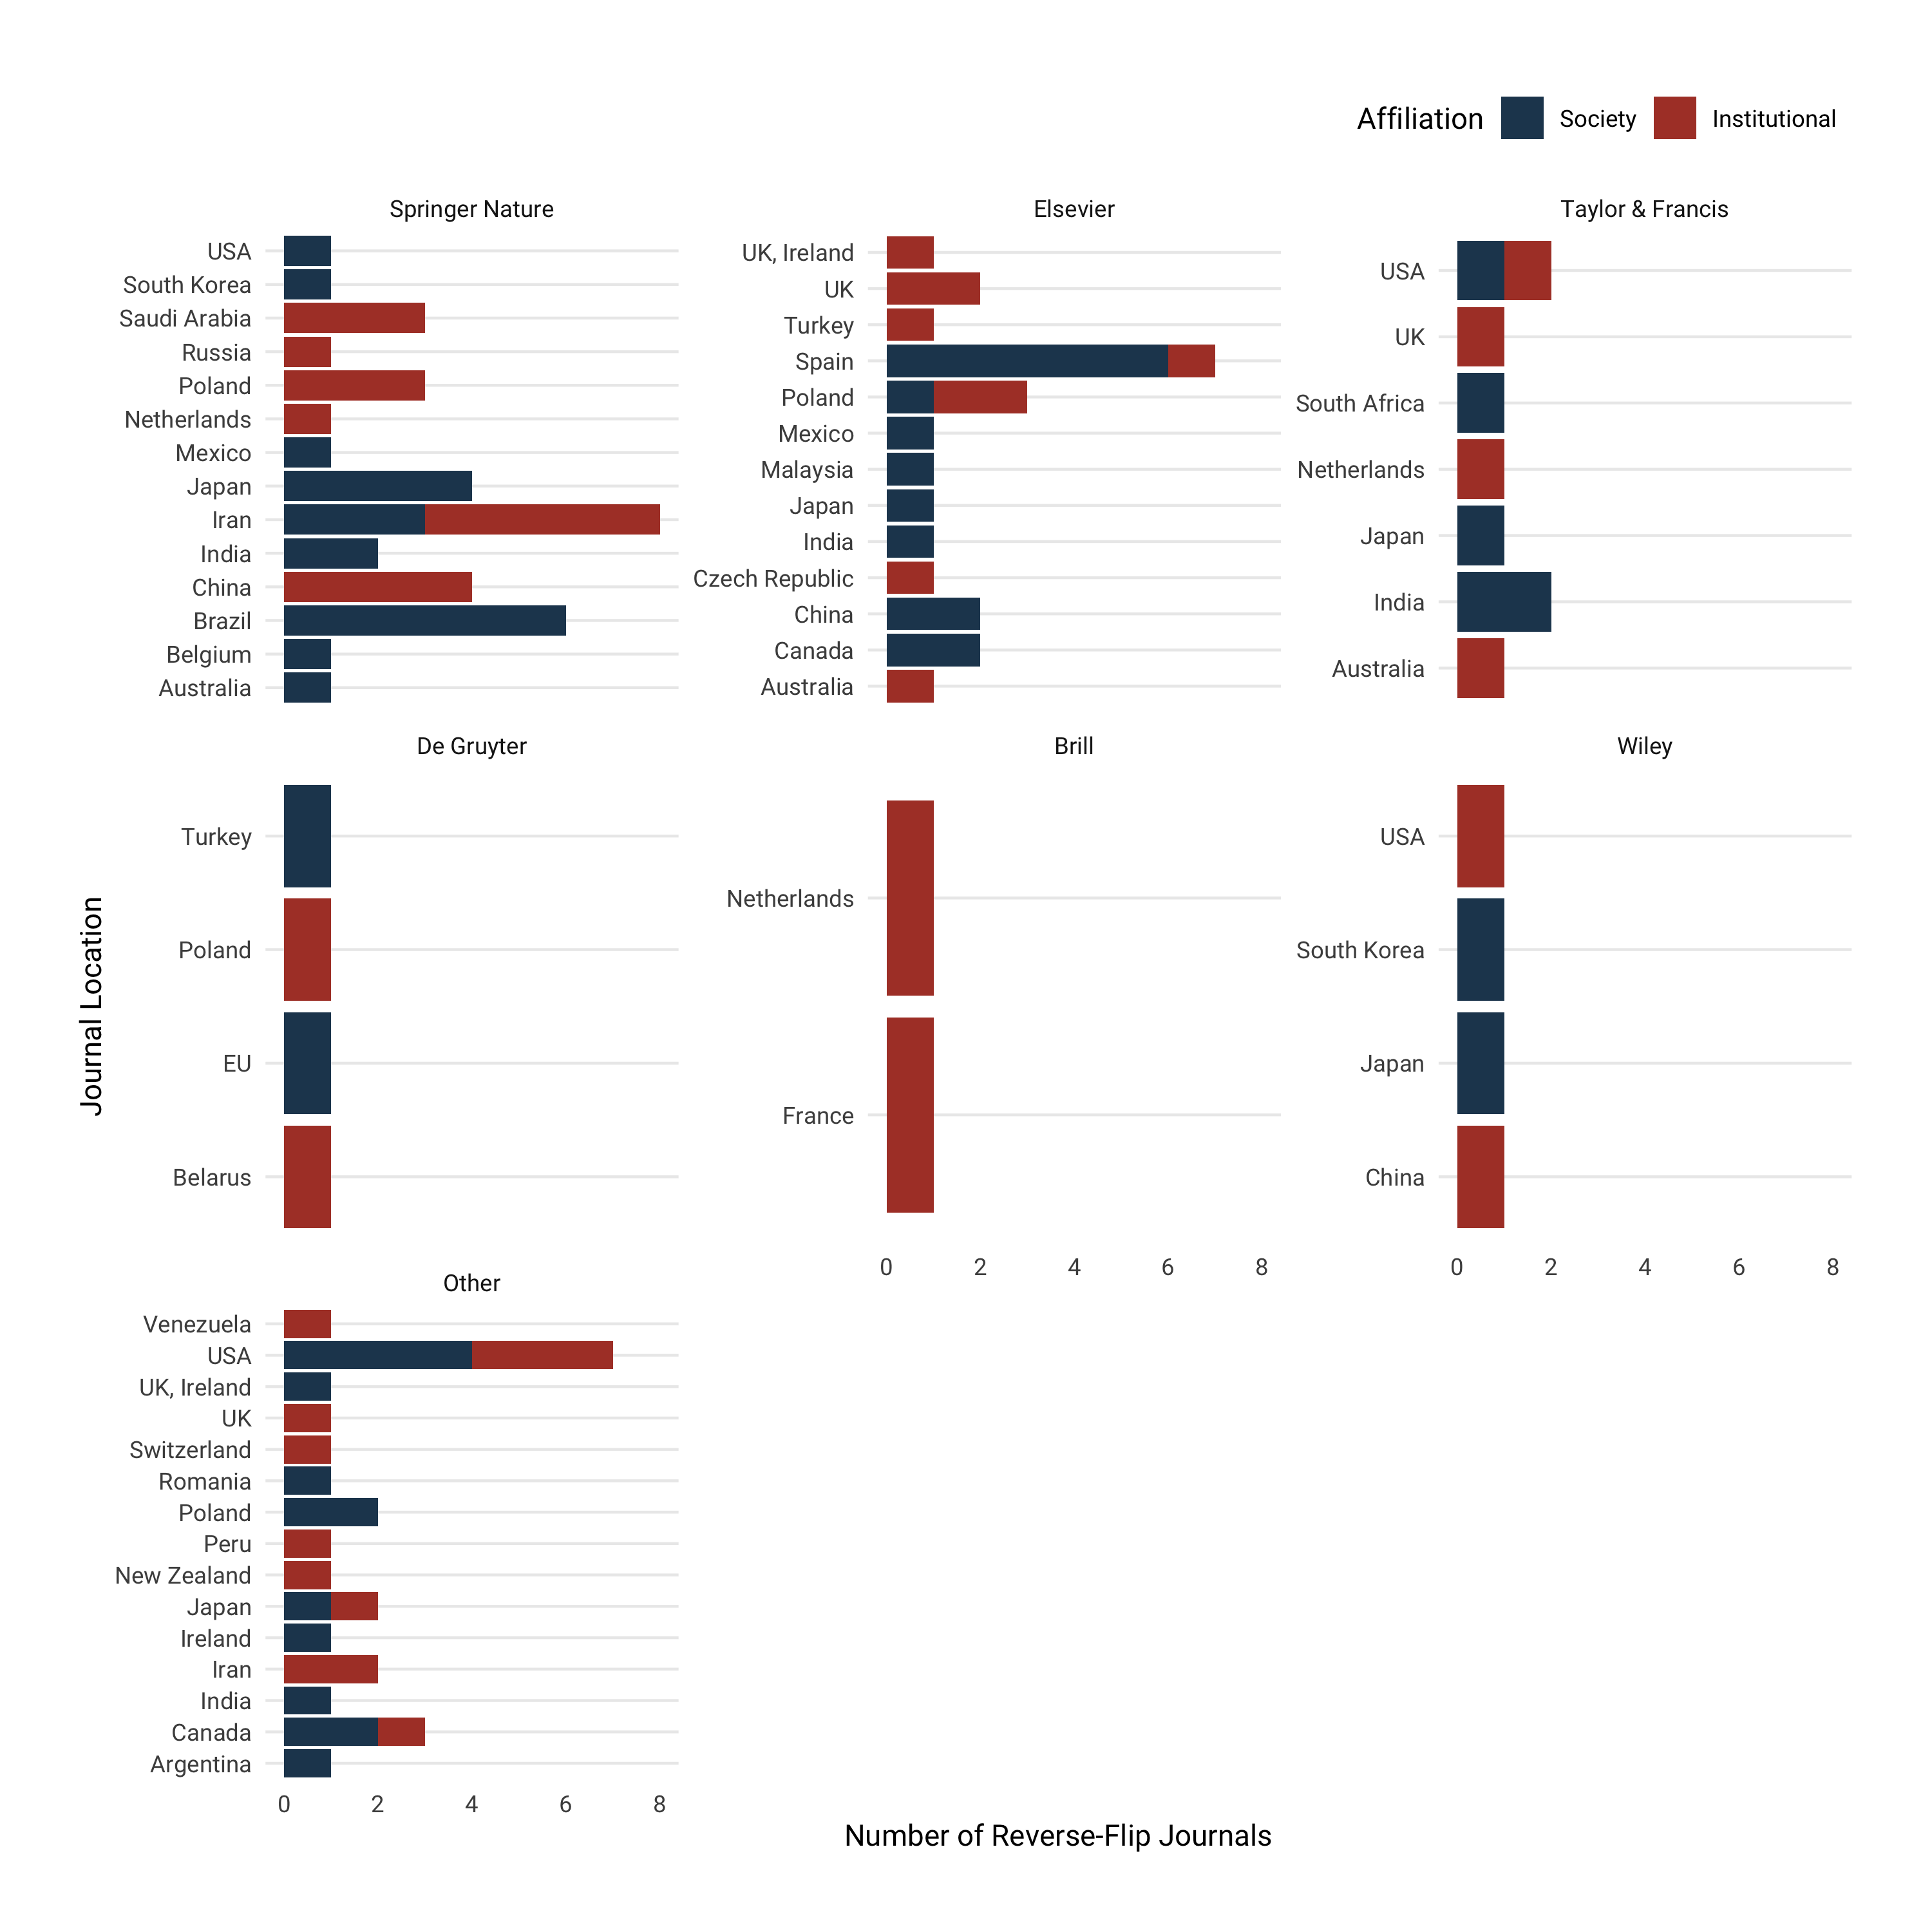 Affiliation Society Institutional
Springer Nature
USA
South Korea
Saudi Arabia
Russia
Poland
Netherlands
Mexico
Japan
Iran
India
China
Brazil
Belgium
Australia
Elsevier
UK, Ireland
UK
Turkey
Spain
Poland
Mexico
Malaysia
Japan
India
Czech Republic
China
Canada
Australia
Taylor & Francis
USA
UK
South Africa
Netherlands
Japan
India
Australia
Journal Location
De Gruyter
Turkey
Poland
EU
Belarus
Brill
Netherlands
France
0 2 4 6 8
Wiley
USA
South Korea
Japan
China
0 2 4 6 8
Other
Venezuela
USA
UK, Ireland
UK
Switzerland
Romania
Poland
Peru
New Zealand
Japan
Ireland
Iran
India
Canada
Argentina
0 2 4 6 8
Number of Reverse-Flip Journals